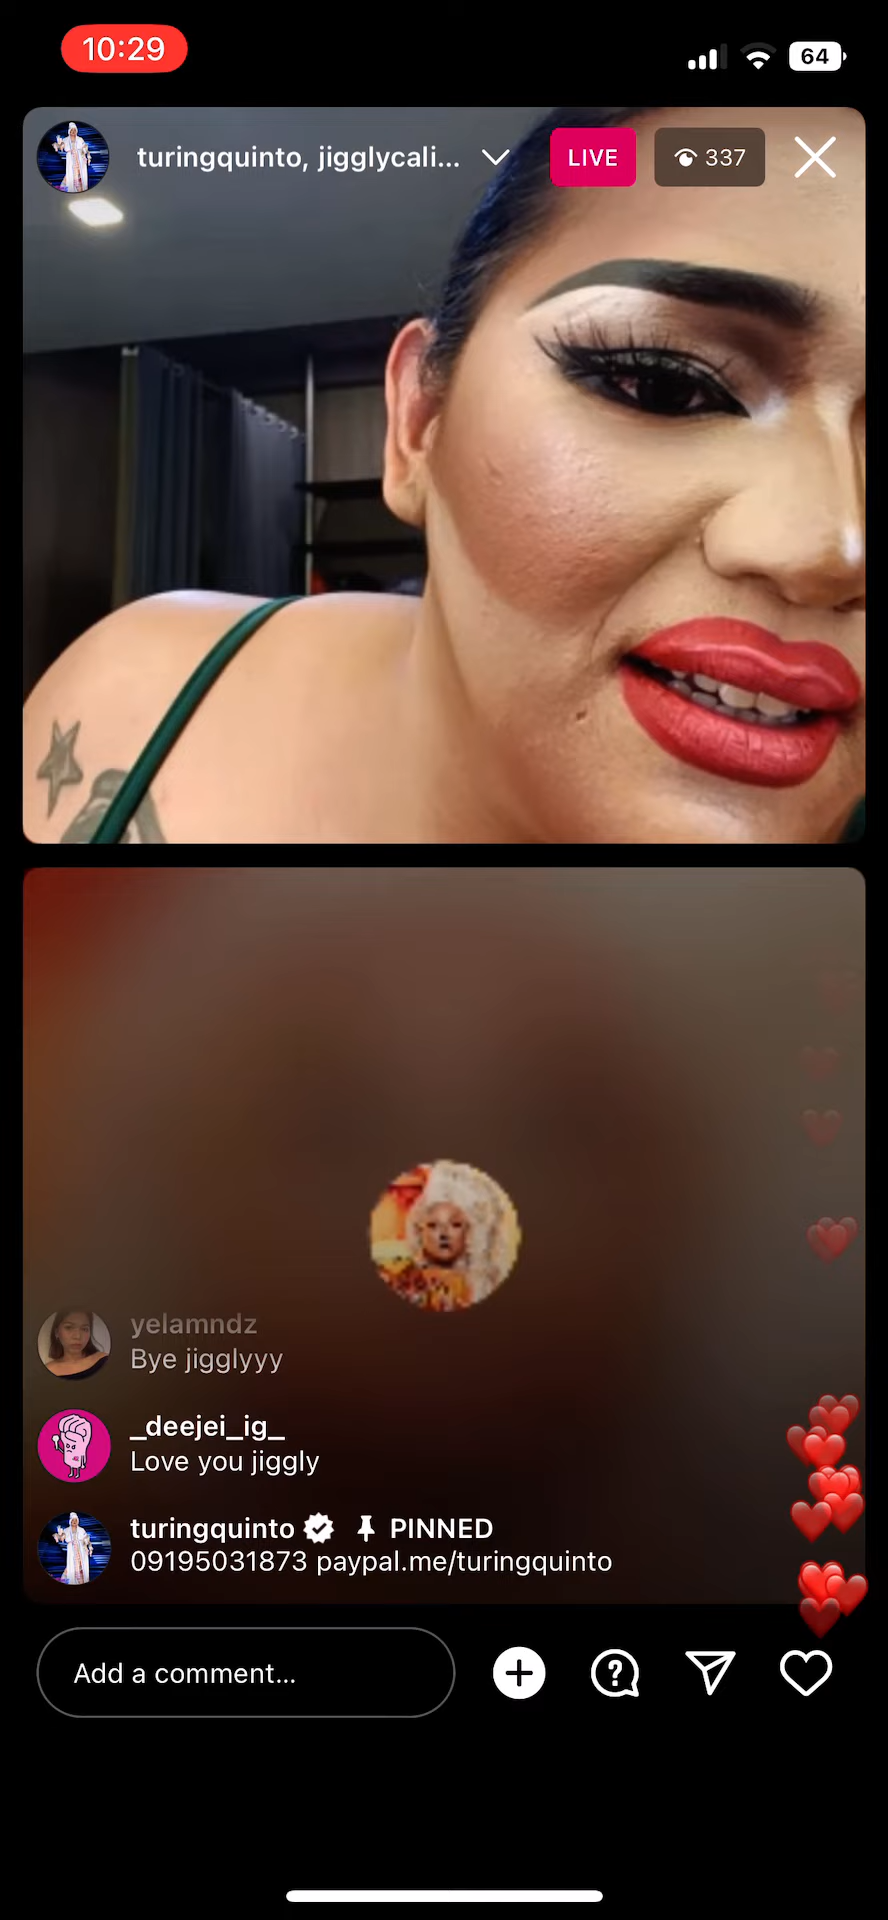 10:29
64
turingquinto, jigglycali...
LIVE
337
yelamndz
Bye jigglyyy
_deejei_ig_
Love you jiggly
turingquinto PINNED
09195031873 paypal.me/turingquinto
Add a comment...